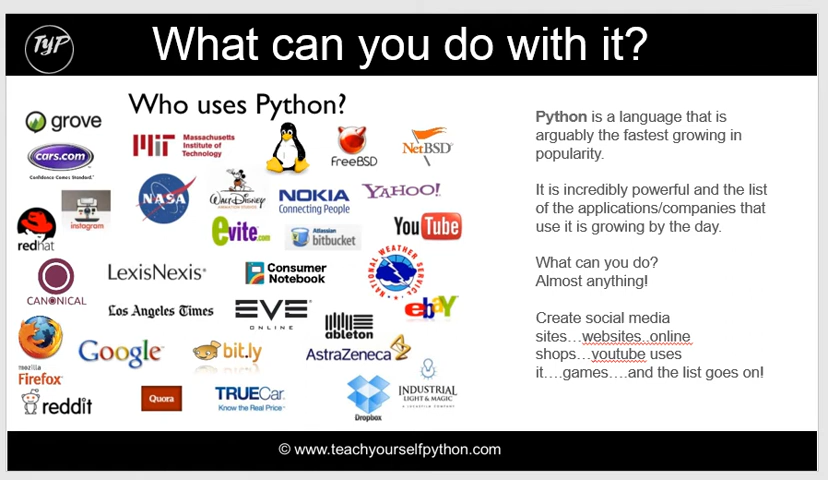 TyP
What can you do with it?
Who uses Python?
grove
MIT Massachusetts
Institute of
Technology
FreeBSD
NetBSD
cars.com
Confidence Comes Standard.
NASA
WALT DISNEY
ANIMATION STUDIOS
NOKIA
Connecting People
YAHOO!
instagram
redhat
evite.com
Atlassian
bitbucket
You Tube
CANONICAL
LexisNexis®
Consumer
Notebook
NATIONAL WEATHER SERVICE
Los Angeles Times
EVE
ONLINE
ableton
ebaY
mozilla
Firefox
Google
bit.ly
AstraZeneca
reddit
Quora
TRUECar
Know the Real Price
Dropbox
INDUSTRIAL
LIGHT & MAGIC
Python is a language that is
arguably the fastest growing in
popularity.
It is incredibly powerful and the list
of the applications/companies that
use it is growing by the day.
What can you do?
Almost anything!
Create social media
sites…websites..online
shops…youtube uses
it….games….and the list goes on!
© www.teachyourselfpython.com